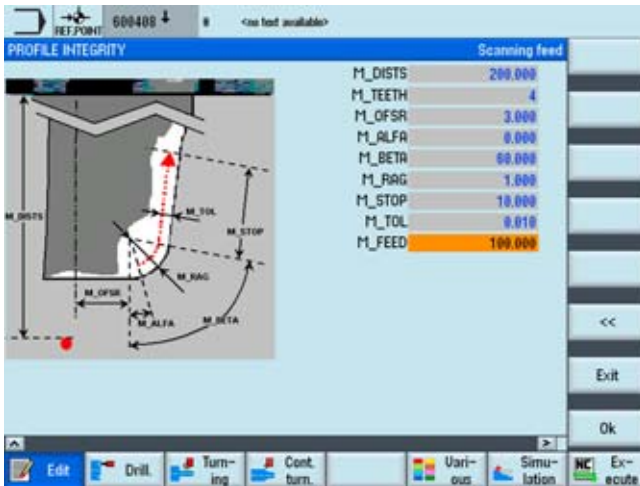 REF.POINT
600408
<no text available>
PROFILE INTEGRITY Scanning feed
M_DISTS 200.000
M_TEETH 4
M_OFSR 3.000
M_ALFA 0.000
M_BETA 60.000
M_RAG 1.000
M_STOP 10.000
M_TOL 0.010
M_FEED 100.000
M_DISTS
M_TOL
M_STOP
M_RAG
M_OFSR
M_ALFA
M_BETA
<<
Exit
Ok
Edit
Drill.
Turn-
ing
Cont.
turn.
Vari-
ous
Simu-
lation
NC
Ex-
ecute